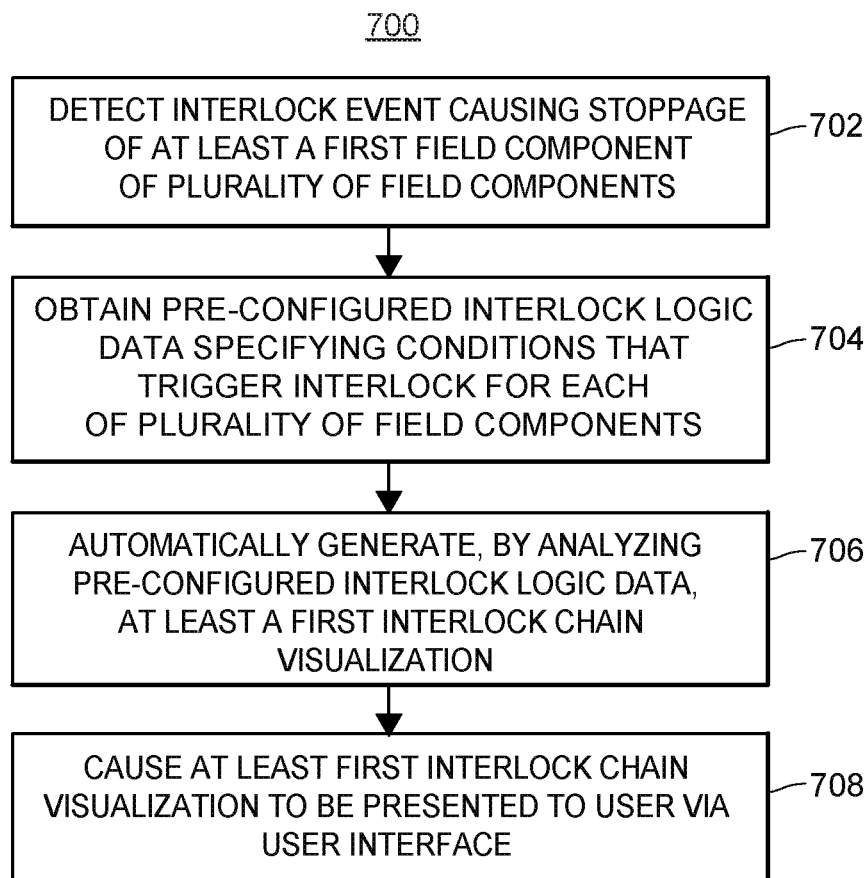 700
DETECT INTERLOCK EVENT CAUSING STOPPAGE
OF AT LEAST A FIRST FIELD COMPONENT
OF PLURALITY OF FIELD COMPONENTS
702
OBTAIN PRE-CONFIGURED INTERLOCK LOGIC
DATA SPECIFYING CONDITIONS THAT
TRIGGER INTERLOCK FOR EACH
OF PLURALITY OF FIELD COMPONENTS
704
AUTOMATICALLY GENERATE, BY ANALYZING
PRE-CONFIGURED INTERLOCK LOGIC DATA,
AT LEAST A FIRST INTERLOCK CHAIN
VISUALIZATION
706
CAUSE AT LEAST FIRST INTERLOCK CHAIN
VISUALIZATION TO BE PRESENTED TO USER VIA
USER INTERFACE
708